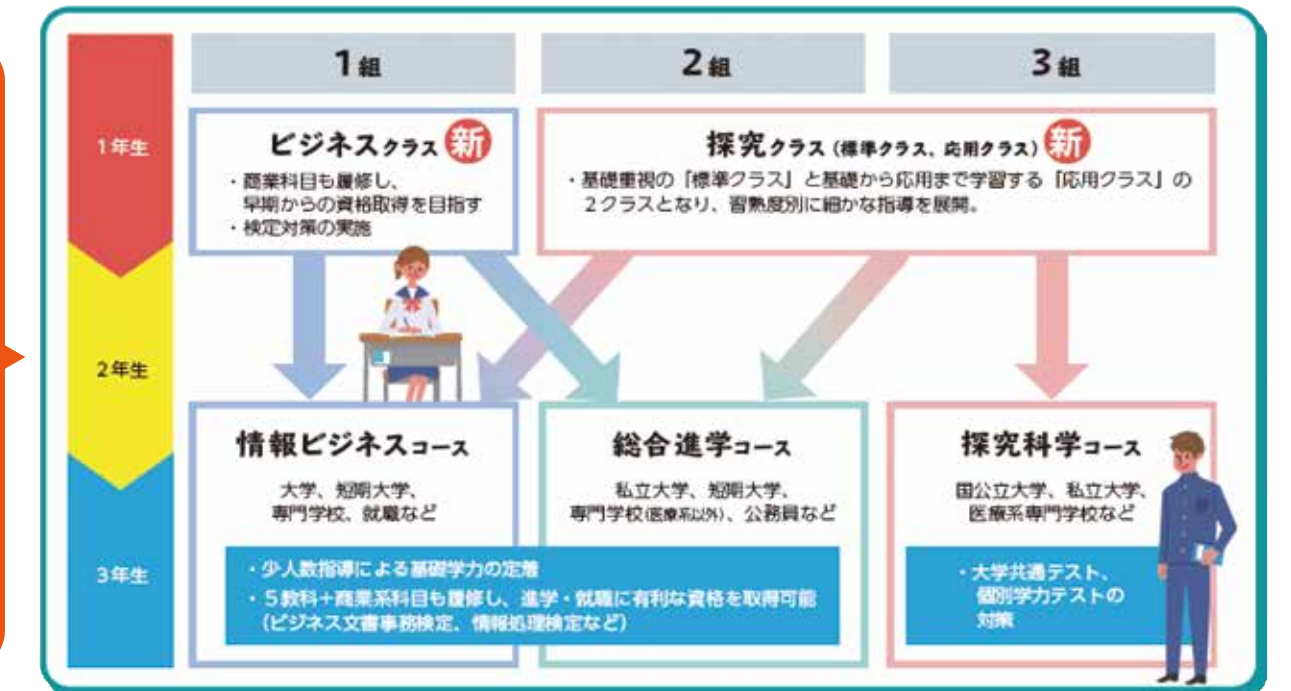 1組
2組
3組
1年生
ビジネスクラス 新
・商業科目も履修し、
早期からの資格取得を目指す
・検定対策の実施
探究クラス(標準クラス、応用クラス) 新
・基礎重視の「標準クラス」と基礎から応用まで学習する「応用クラス」の
2クラスとなり、習熟度別に細かな指導を展開。
2年生
情報ビジネスコース
大学、短期大学、
専門学校、就職など
総合進学コース
私立大学、短期大学、
専門学校(医療系以外)、公務員など
探究科学コース
国公立大学、私立大学、
医療系専門学校など
3年生
・少人数指導による基礎学力の定着
・5教科+商業系科目も履修し、進学・就職に有利な資格を取得可能
(ビジネス文書事務検定、情報処理検定など)
・大学共通テスト、
個別学力テストの
対策